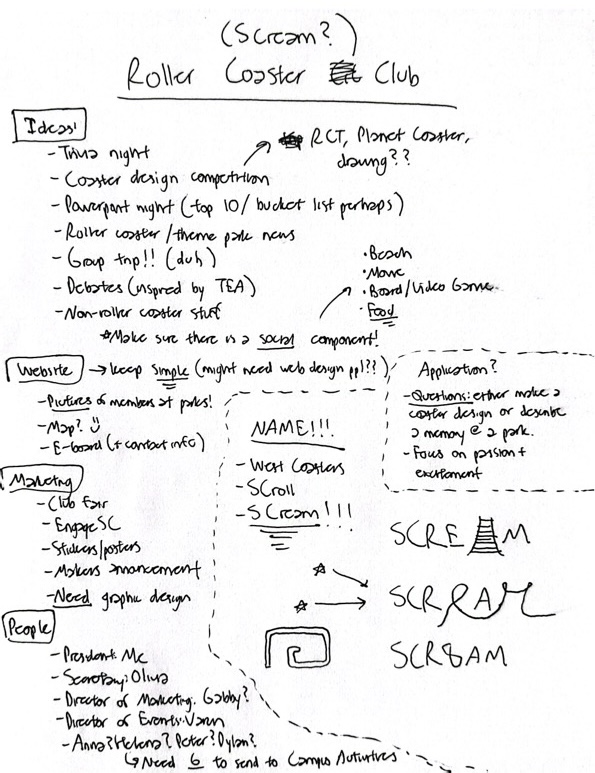 (Scream?)
Roller Coaster Club
Ideas!
- Trivia night
- Coaster design competition
RCT, Planet Coaster,
drawing??
- Powerpoint night (top 10/bucket list perhaps)
- Roller coaster/theme park news
- Group trip!! (duh)
- Debates (inspired by TEA)
- Non-roller coaster stuff
• Beach
• Movie
• Board/Video Game
• Food
*Make sure there is a social component!
Website → keep simple (might need web design ppl??)
- Pictures of members at parks!
- Map?
- E-board (+ contact info)
Application?
- Questions: either make a
coaster design or describe
a memory @ a park.
- Focus on passion +
excitement
NAME!!!
- West Coasters
- SCroll
- SCream!!!
Marketing
- Club Fair
- EngageSC
- Stickers/posters
- Makers announcement
- Need graphic design
SCREAM
SCREAM
SCR8AM
People
- President: Me
- Secretary: Olivia
- Director of Marketing: Gabby?
- Director of Events: Varun
- Anna? Helena? Peter? Dylan?
↳ Need 6 to send to Campus Activities